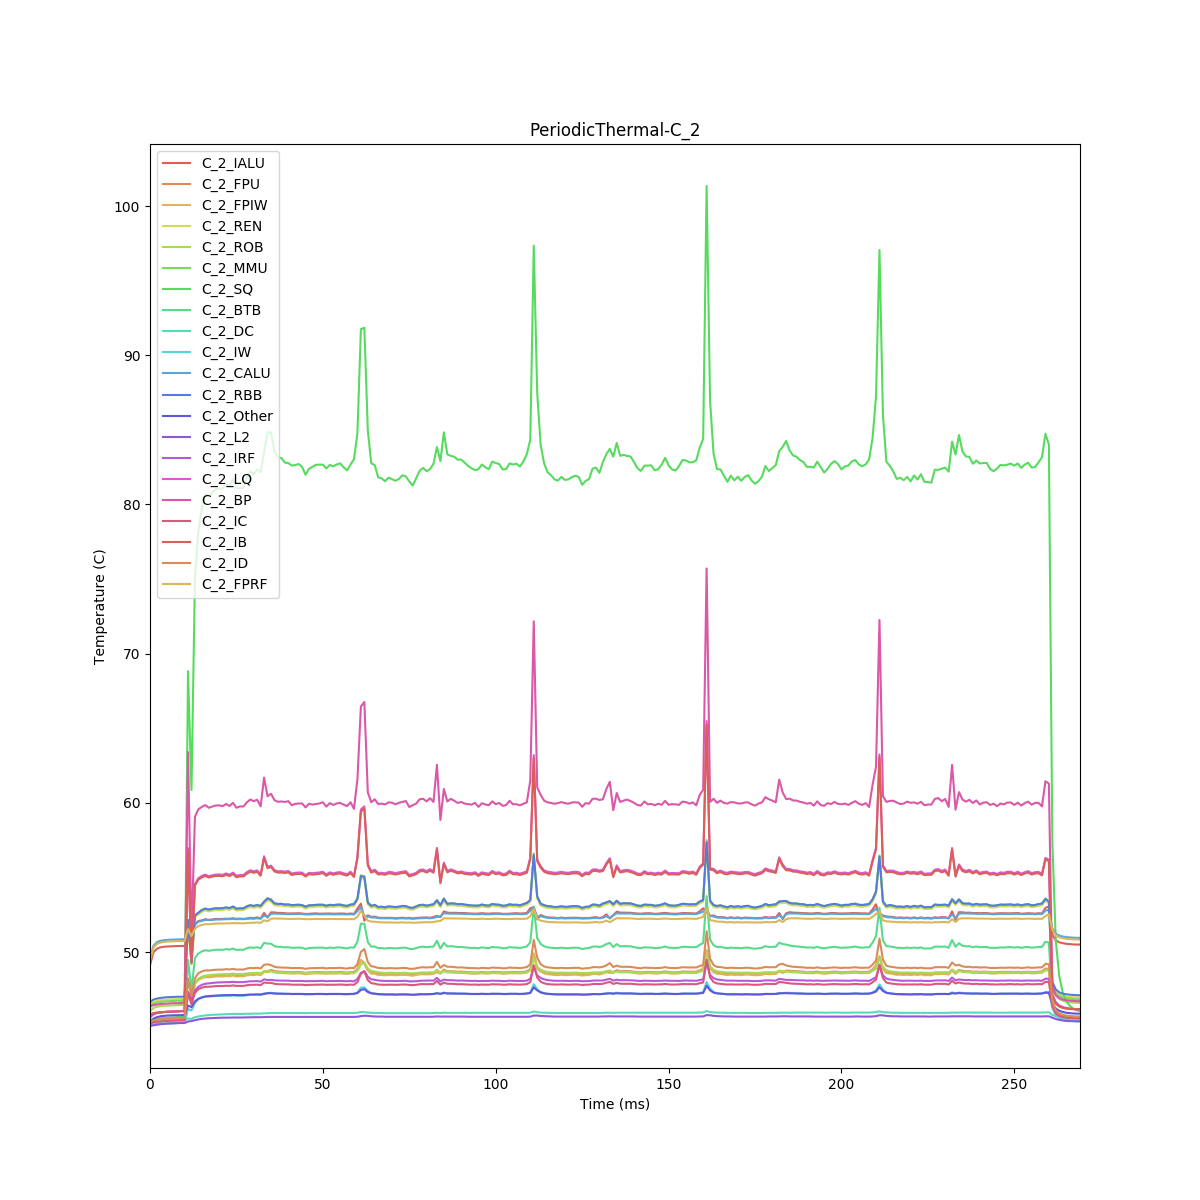 PeriodicThermal-C_2
C_2_IALU
C_2_FPU
C_2_FPIW
C_2_REN
C_2_ROB
C_2_MMU
C_2_SQ
C_2_BTB
C_2_DC
C_2_IW
C_2_CALU
C_2_RBB
C_2_Other
C_2_L2
C_2_IRF
C_2_LQ
C_2_BP
C_2_IC
C_2_IB
C_2_ID
C_2_FPRF
100
90
80
70
60
50
Temperature (C)
0 50 100 150 200 250
Time (ms)